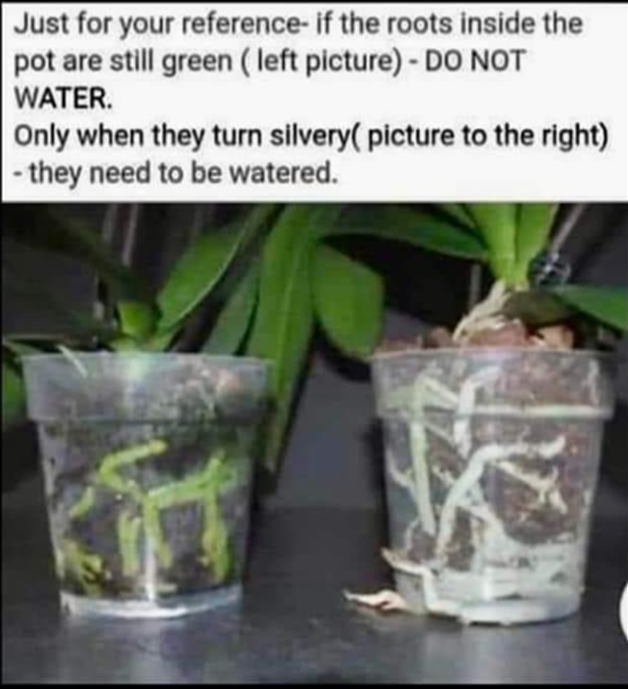 Just for your reference- if the roots inside the
pot are still green ( left picture) - DO NOT
WATER.
Only when they turn silvery( picture to the right)
- they need to be watered.